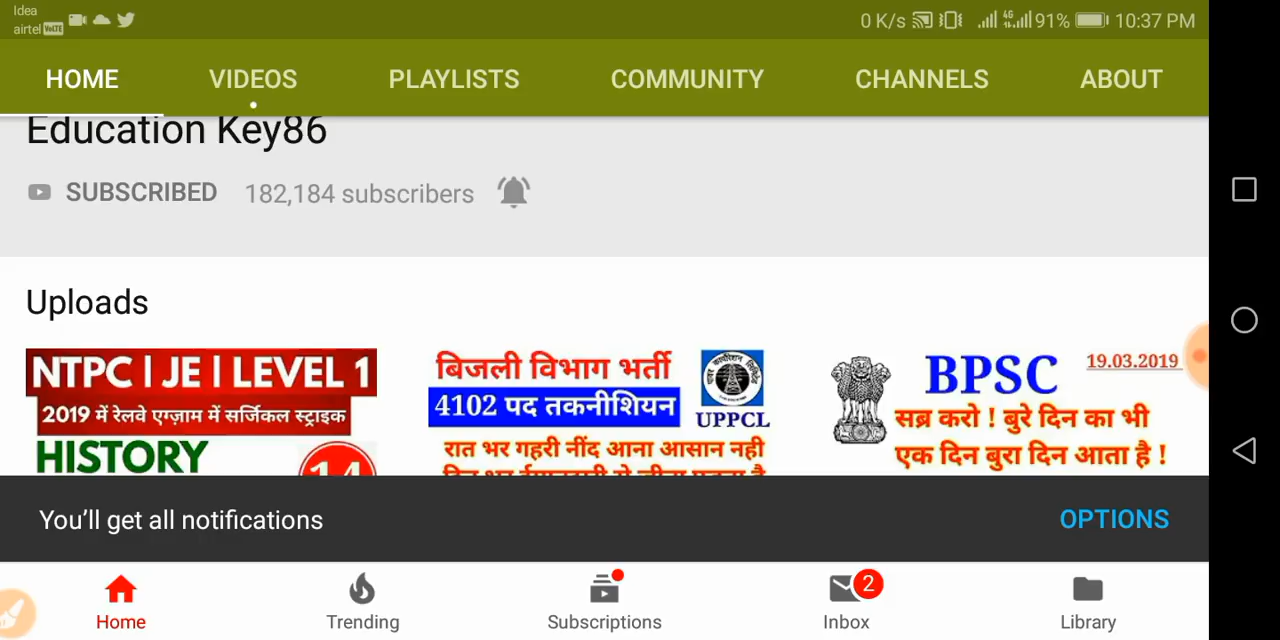 Idea
airtel VoLTE
0 K/s 4G 91% 10:37 PM
HOME VIDEOS PLAYLISTS COMMUNITY CHANNELS ABOUT
Education Key86
SUBSCRIBED 182,184 subscribers
Uploads
NTPC | JE | LEVEL 1
2019 में रेलवे एग्ज़ाम में सर्जिकल स्ट्राइक
HISTORY
14
बिजली विभाग भर्ती
4102 पद तकनीशियन
UPPCL
रात भर गहरी नींद आना आसान नही
BPSC 19.03.2019
सब्र करो ! बुरे दिन का भी
एक दिन बुरा दिन आता है !
You'll get all notifications OPTIONS
2
Home Trending Subscriptions Inbox Library